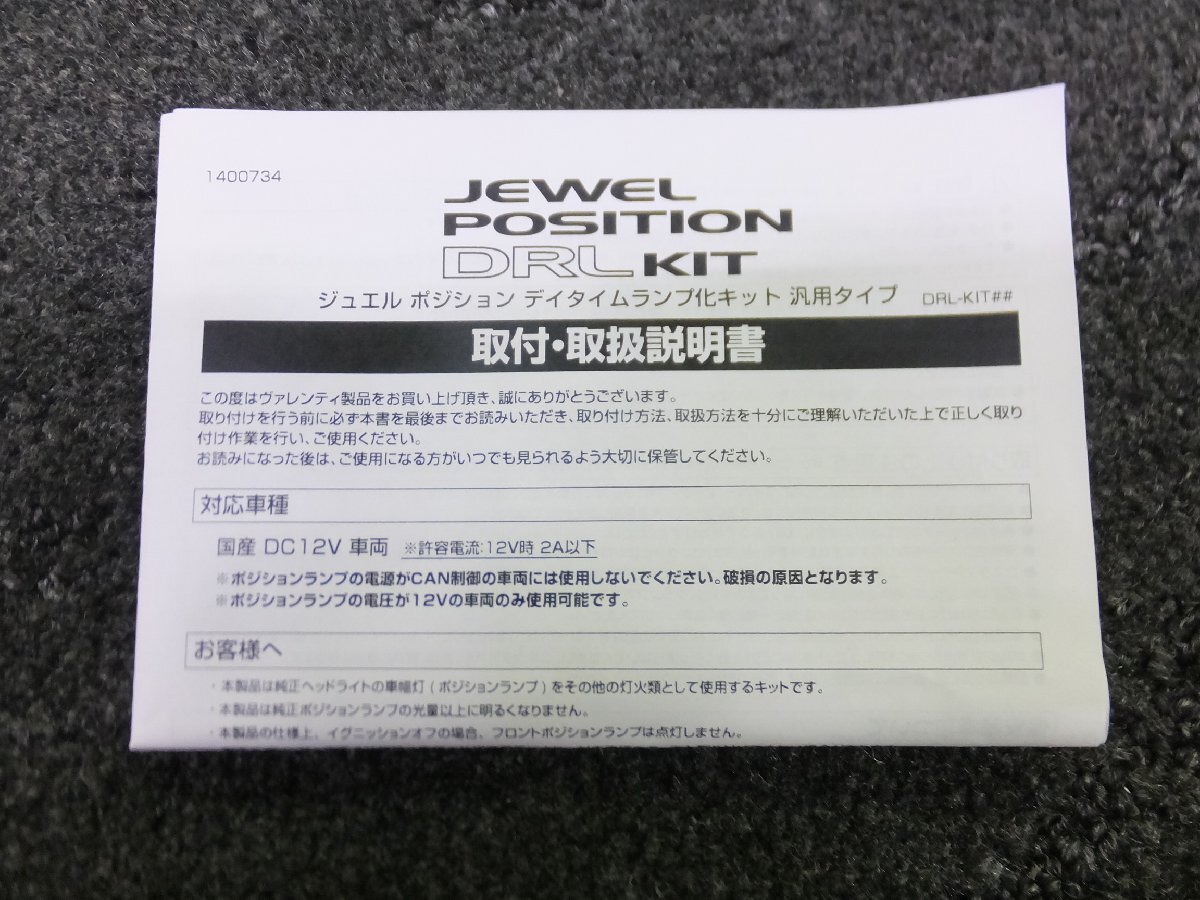 1400734
JEWEL
POSITION
DRL KIT
ジュエル ポジション デイタイムランプ化キット 汎用タイプ DRL-KIT##
取付・取扱説明書
この度はヴァレンティ製品をお買い上げ頂き、誠にありがとうございます。
取り付けを行う前に必ず本書を最後までお読みいただき、取り付け方法、取扱方法を十分にご理解いただいた上で正しく取り
付け作業を行い、ご使用ください。
お読みになった後は、ご使用になる方がいつでも見られるよう大切に保管してください。
対応車種
国産 DC12V 車両 ※許容電流:12V時 2A以下
※ポジションランプの電源がCAN制御の車両には使用しないでください。破損の原因となります。
※ポジションランプの電圧が12Vの車両のみ使用可能です。
お客様へ
・本製品は純正ヘッドライトの車幅灯(ポジションランプ)をその他の灯火類として使用するキットです。
・本製品は純正ポジションランプの光量以上に明るくなりません。
・本製品の仕様上、イグニッションオフの場合、フロントポジションランプは点灯しません。